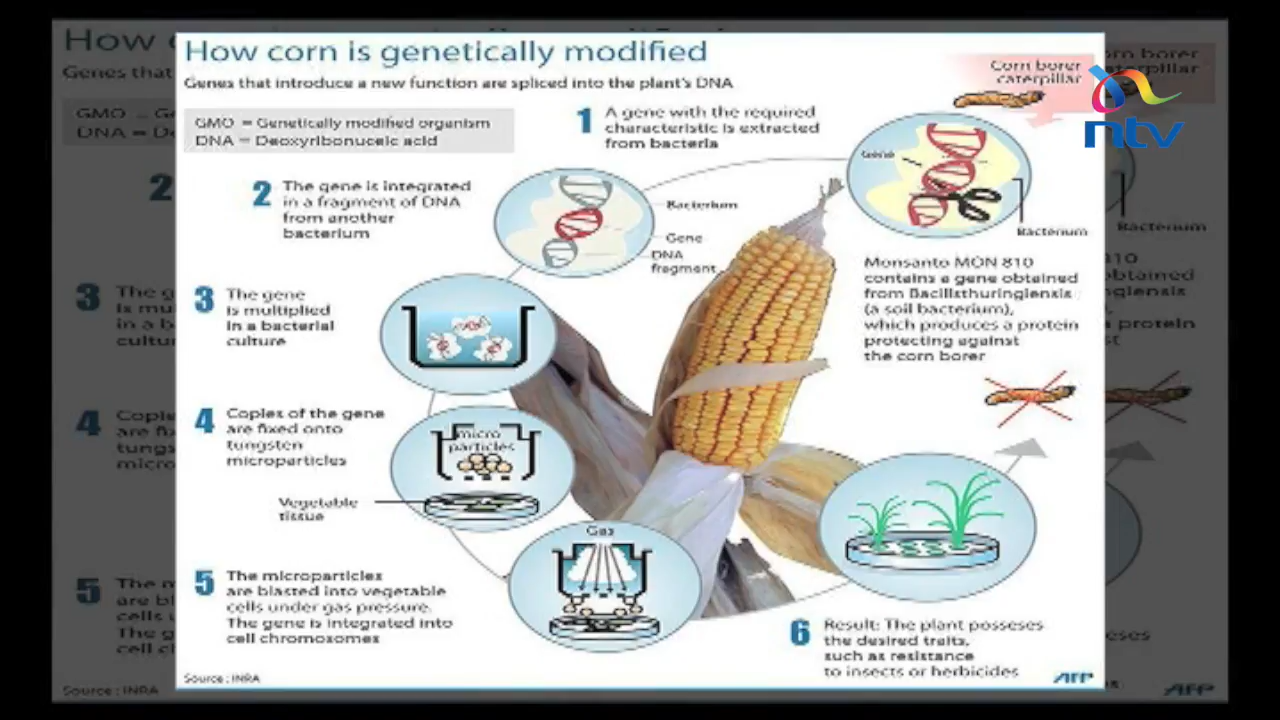 How corn is genetically modified
Genes that introduce a new function are spliced into the plant's DNA
GMO = Genetically modified organism
DNA = Deoxyribonuceic acid
Corn borer
caterpillar
ntv
1 A gene with the required
characteristic is extracted
from bacteria
Gene
Bacterium
2 The gene is integrated
in a fragment of DNA
from another
bacterium
Bacterium
Gene
DNA
fragment
Monsanto MON 810
contains a gene obtained
from Bacillsthuringiensis
(a soil bacterium),
which produces a protein
protecting against
the corn borer
3 The gene
is multiplied
in a bacterial
culture
4 Copies of the gene
are fixed onto
tungsten
microparticles
micro
particles
Vegetable
tissue
Gas
5 The microparticles
are blasted into vegetable
cells under gas pressure.
The gene is integrated into
cell chromosomes
6 Result: The plant posseses
the desired traits,
such as resistance
to insects or herbicides
Source : INRA
AFP